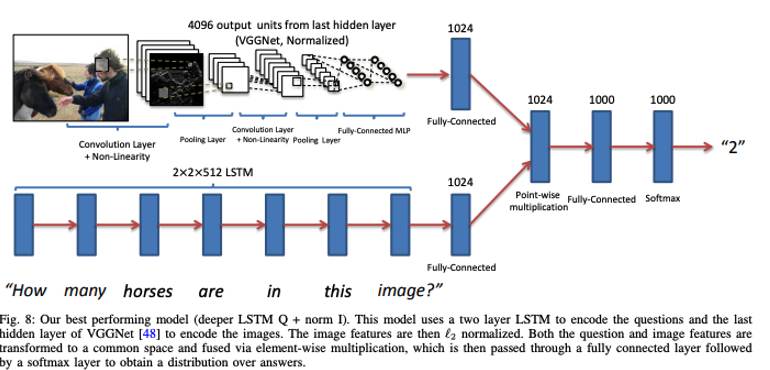 4096 output units from last hidden layer
(VGGNet, Normalized)
1024
Convolution Layer
+ Non-Linearity
Pooling Layer
Convolution Layer
+ Non-Linearity
Pooling Layer
Fully-Connected MLP
Fully-Connected
1024
1000
1000
"2"
2×2×512 LSTM
1024
Point-wise
multiplication
Fully-Connected
Softmax
Fully-Connected
"How many horses are in this image?"
Fig. 8: Our best performing model (deeper LSTM Q + norm I). This model uses a two layer LSTM to encode the questions and the last
hidden layer of VGGNet [48] to encode the images. The image features are then ℓ2 normalized. Both the question and image features are
transformed to a common space and fused via element-wise multiplication, which is then passed through a fully connected layer followed
by a softmax layer to obtain a distribution over answers.